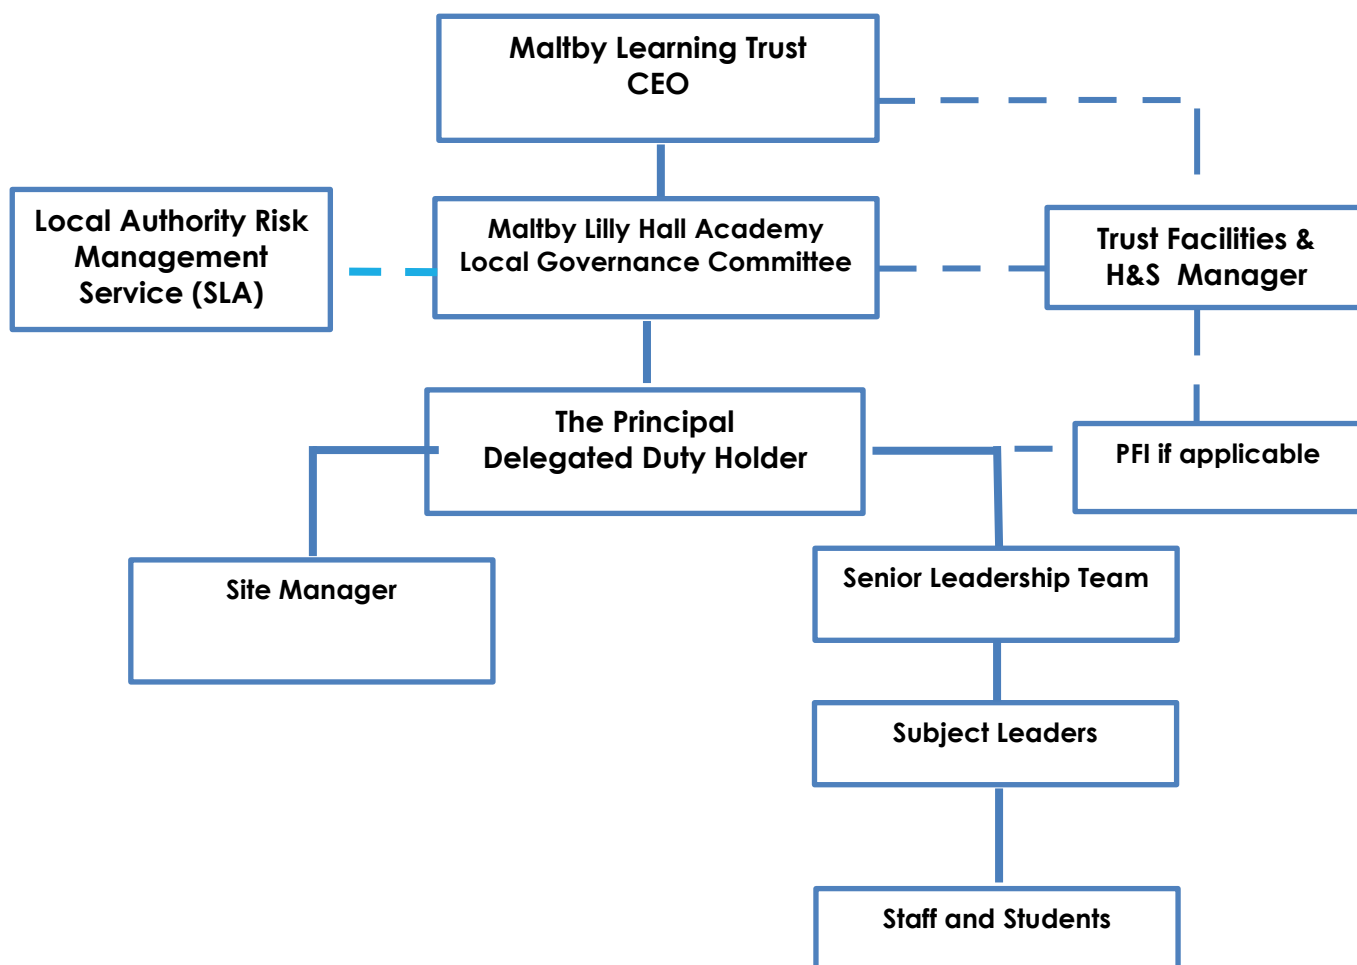 Maltby Learning Trust
CEO
Local Authority Risk
Management
Service (SLA)
Maltby Lilly Hall Academy
Local Governance Committee
Trust Facilities &
H&S Manager
The Principal
Delegated Duty Holder
PFI if applicable
Site Manager
Senior Leadership Team
Subject Leaders
Staff and Students